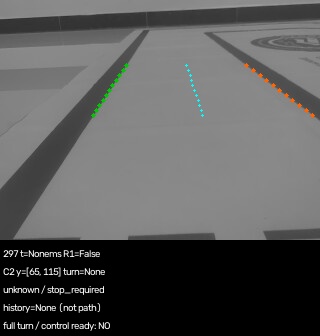 297 t=Nonems R1=False
C2 y=[65, 115] turn=None
unknown / stop_required
history=None (not path)
full turn / control ready: NO